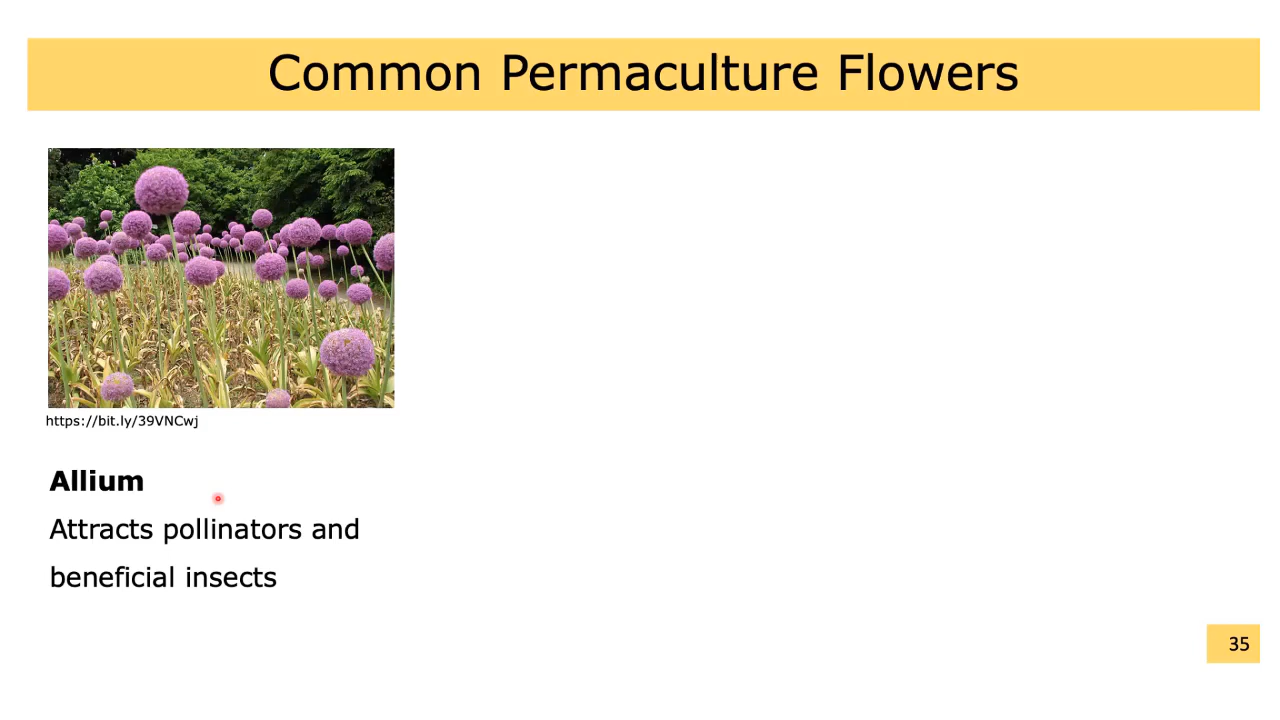 Common Permaculture Flowers
https://bit.ly/39VNCwj
Allium
Attracts pollinators and
beneficial insects
35